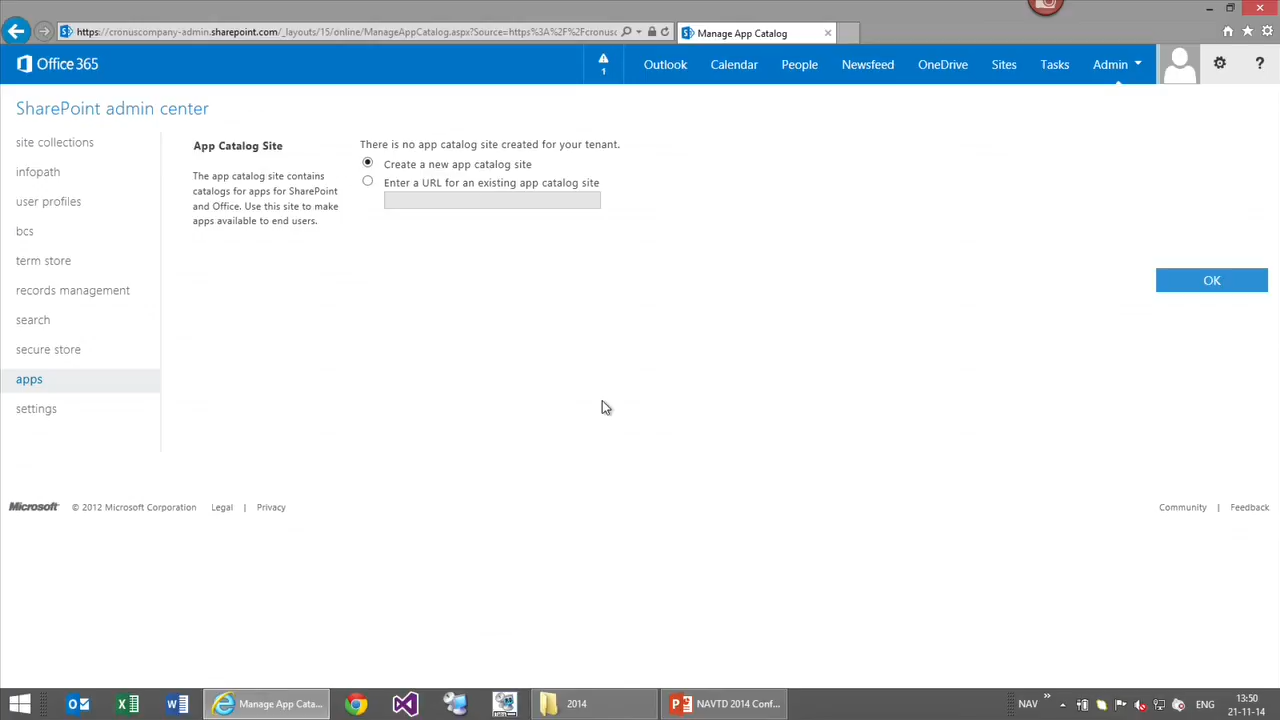 https://cronuscompany-admin.sharepoint.com/_layouts/15/online/ManageAppCatalog.aspx?Source=https%3A%2F%2Fcronusc
Manage App Catalog
Office 365
1
Outlook
Calendar
People
Newsfeed
OneDrive
Sites
Tasks
Admin
?
SharePoint admin center
site collections
infopath
user profiles
bcs
term store
records management
search
secure store
apps
settings
App Catalog Site
The app catalog site contains
catalogs for apps for SharePoint
and Office. Use this site to make
apps available to end users.
There is no app catalog site created for your tenant.
Create a new app catalog site
Enter a URL for an existing app catalog site
OK
Microsoft
© 2012 Microsoft Corporation
Legal | Privacy
Community | Feedback
Manage App Cata...
2014
NAVTD 2014 Conf...
NAV
ENG
13:50
21-11-14